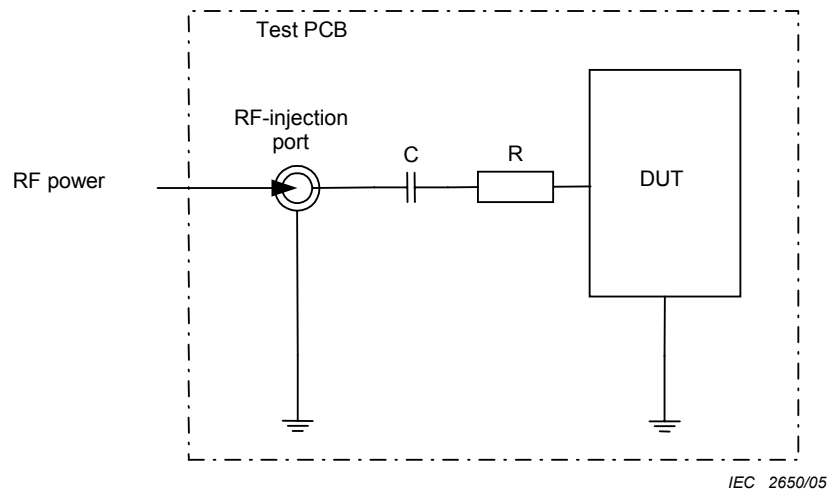 Test PCB
RF-injection
port
RF power
C
R
DUT
IEC 2650/05